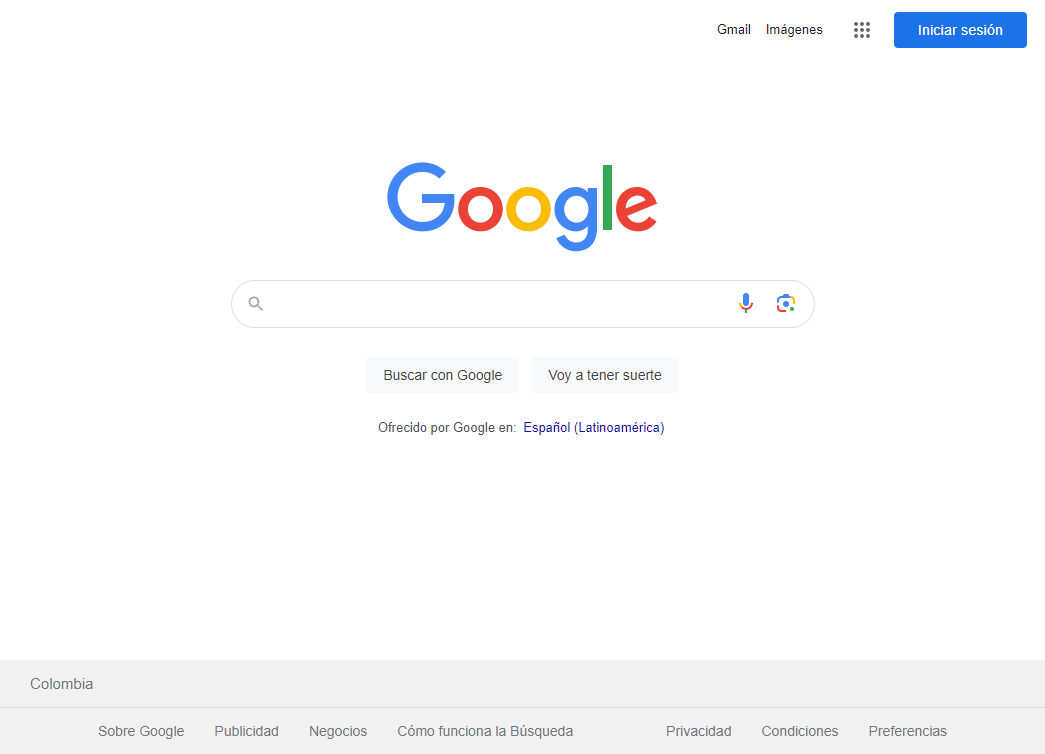 Gmail Imágenes Iniciar sesión
Google
Buscar con Google Voy a tener suerte
Ofrecido por Google en: Español (Latinoamérica)
Colombia
Sobre Google Publicidad Negocios Cómo funciona la Búsqueda Privacidad Condiciones Preferencias